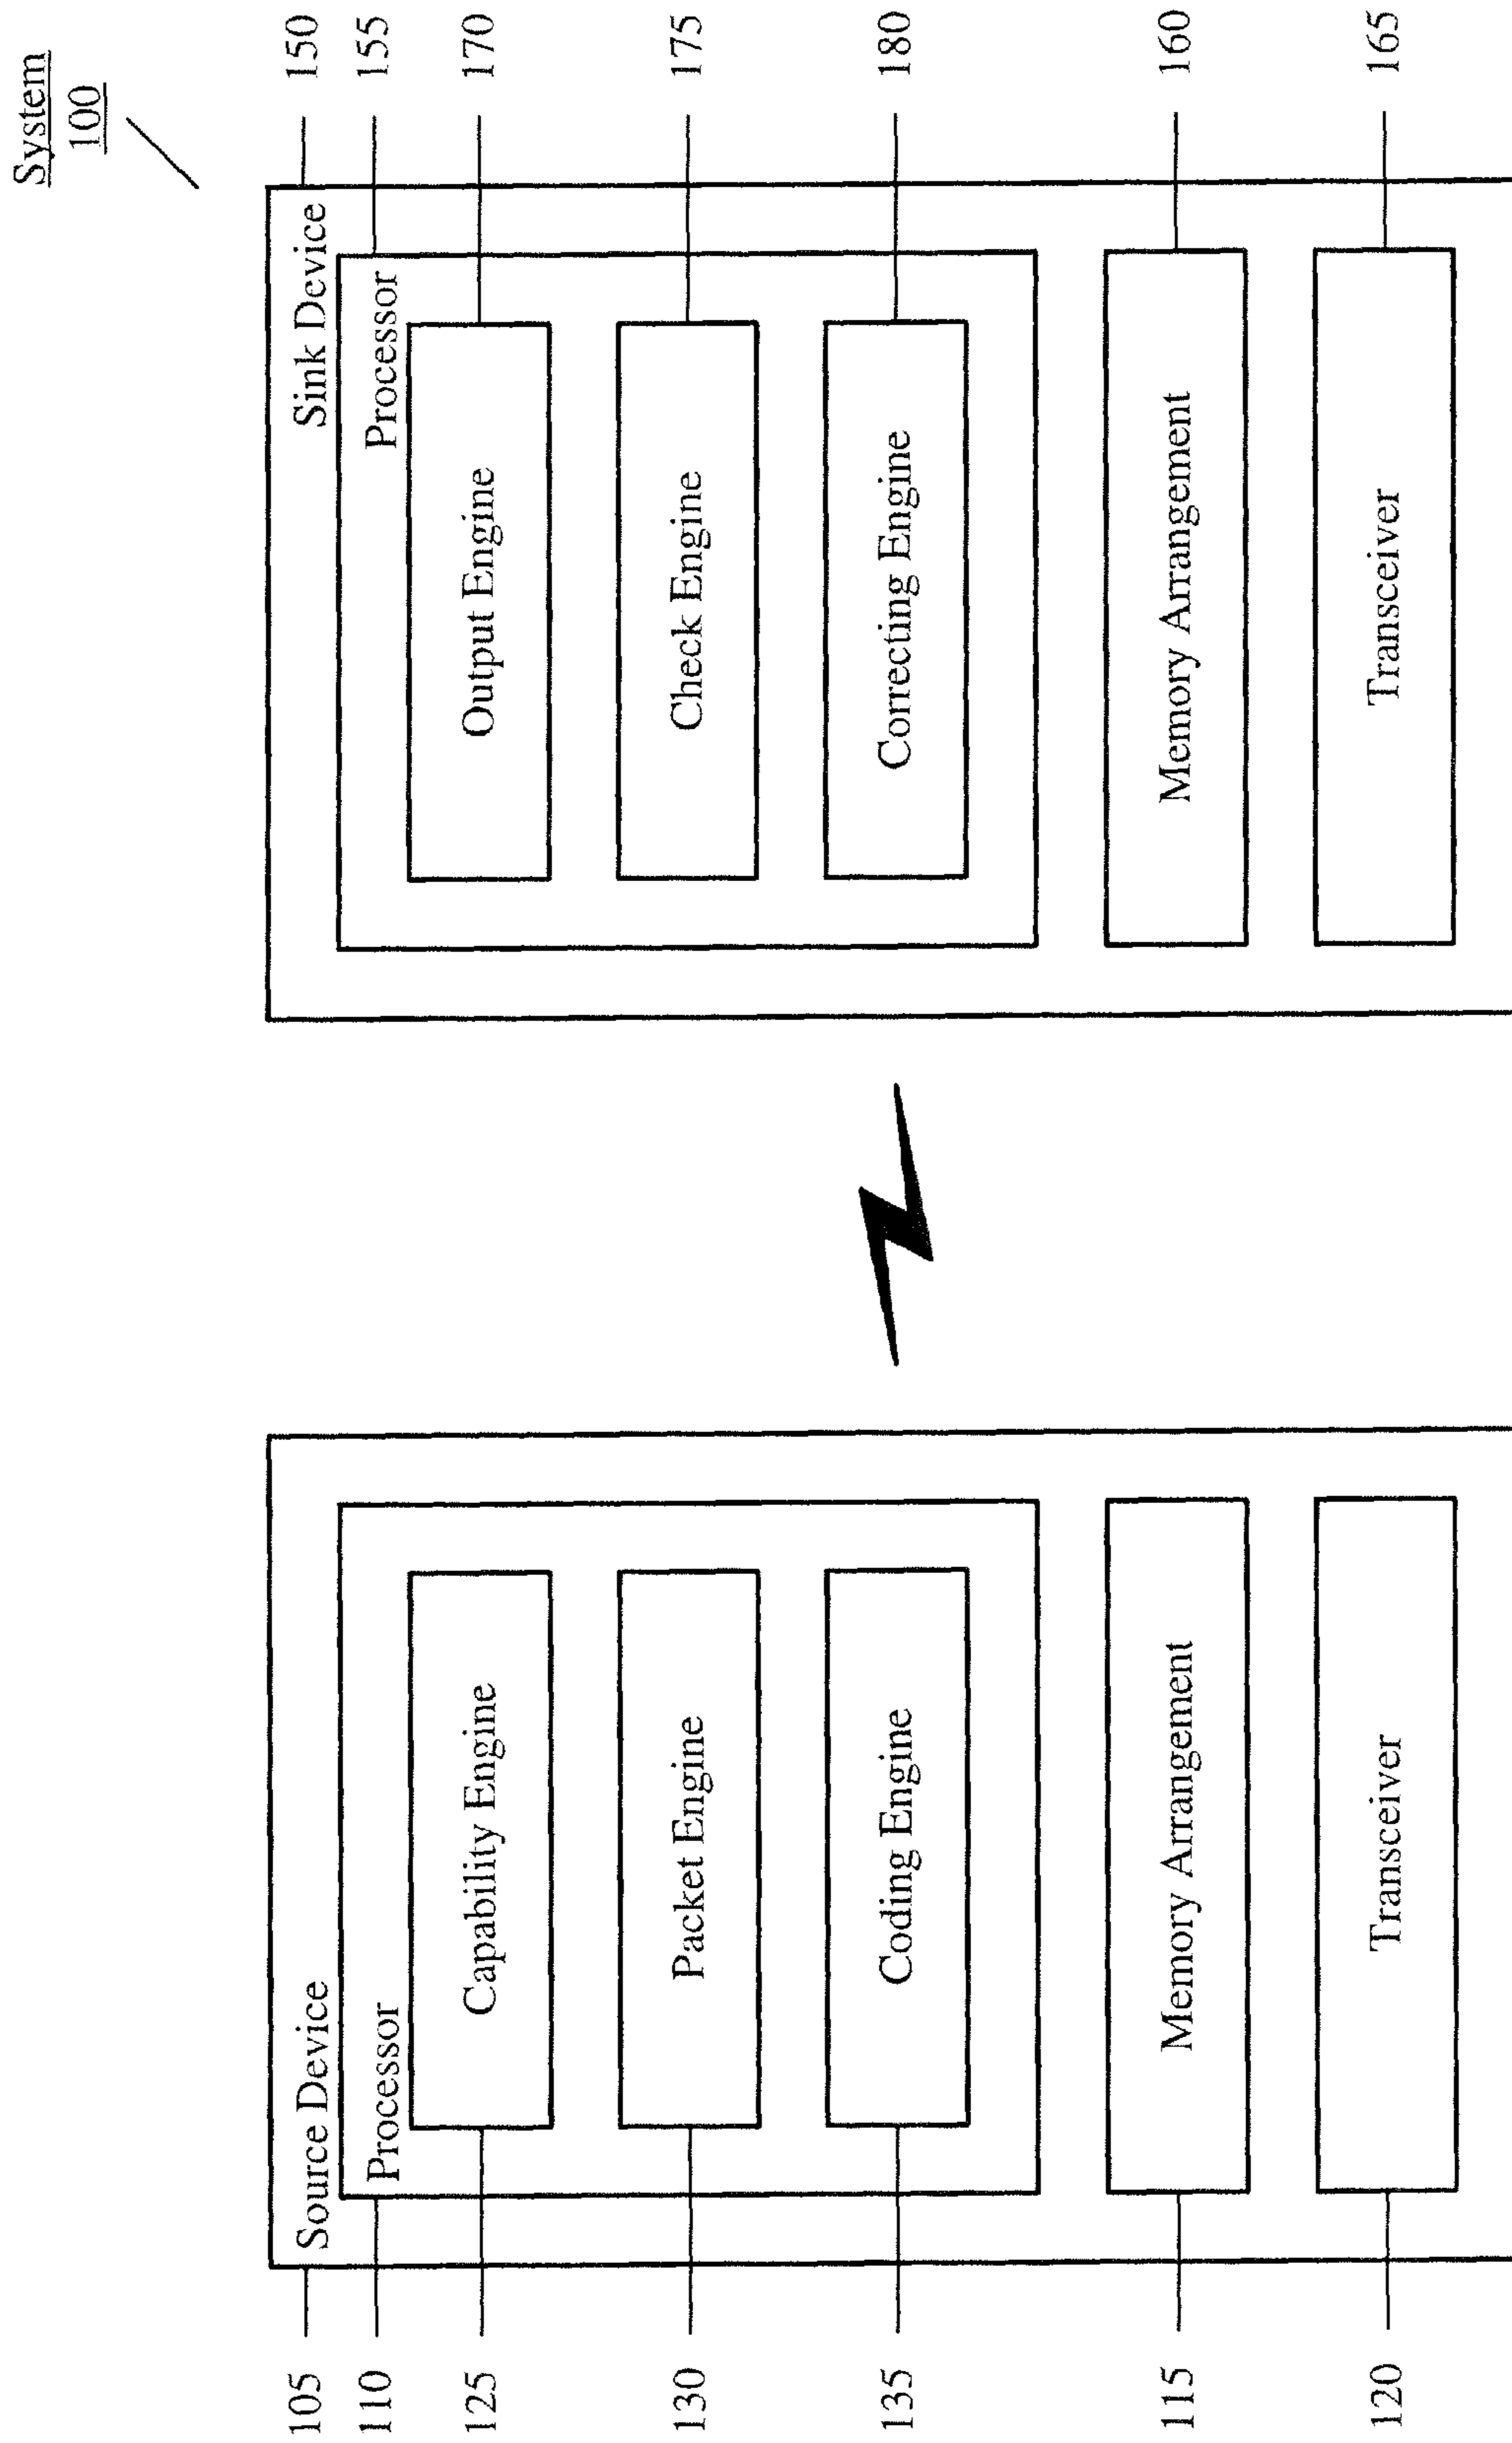 System
100
105
Source Device
110
Processor
125
Capability Engine
130
Packet Engine
135
Coding Engine
115
Memory Arrangement
120
Transceiver
Sink Device
150
Processor
155
Output Engine
170
Check Engine
175
Correcting Engine
180
Memory Arrangement
160
Transceiver
165